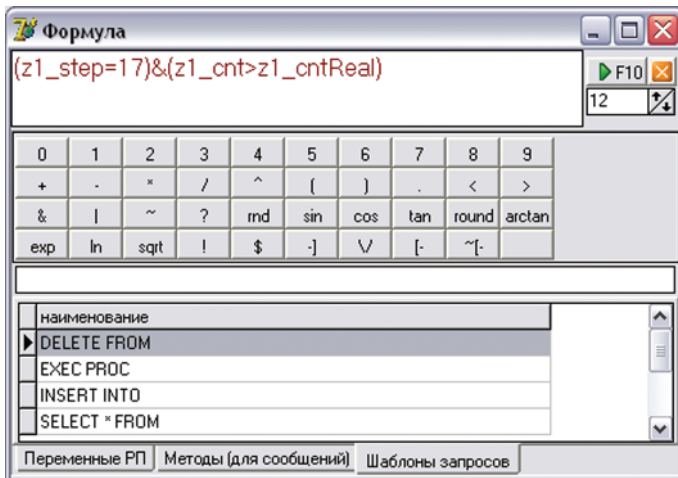 Формула
(z1_step=17)&(z1_cnt>z1_cntReal)
F10
12
0 1 2 3 4 5 6 7 8 9
+ - × / ^ ( ) . < >
& | ~ ? rnd sin cos tan round arctan
exp ln sqrt ! $ -] \/ [- ~[-
наименование
DELETE FROM
EXEC PROC
INSERT INTO
SELECT * FROM
Переменные РП Методы (для сообщений) Шаблоны запросов